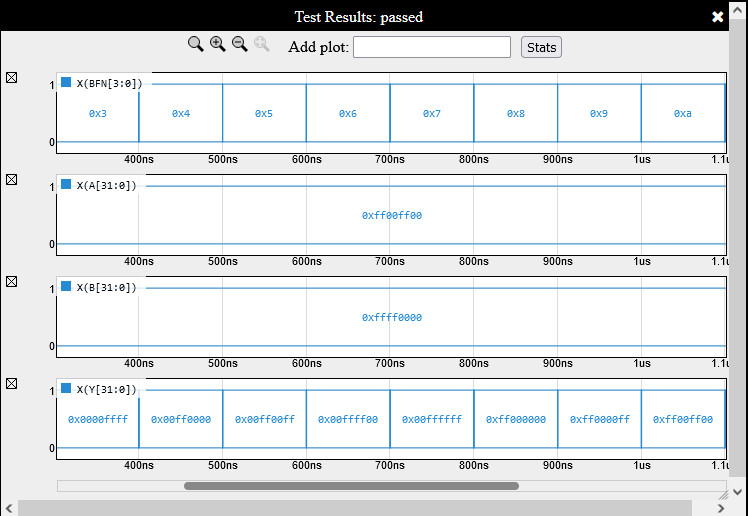 Test Results: passed
Add plot: Stats
X(BFN[3:0])
1
0x3 0x4 0x5 0x6 0x7 0x8 0x9 0xa
0
400ns 500ns 600ns 700ns 800ns 900ns 1us 1.1u
X(A[31:0])
1
0xff00ff00
0
400ns 500ns 600ns 700ns 800ns 900ns 1us 1.1u
X(B[31:0])
1
0xffff0000
0
400ns 500ns 600ns 700ns 800ns 900ns 1us 1.1u
X(Y[31:0])
1
0x0000ffff 0x00ff0000 0x00ff00ff 0x00ffff00 0x00ffffff 0xff000000 0xff0000ff 0xff00ff00
0
400ns 500ns 600ns 700ns 800ns 900ns 1us 1.1u